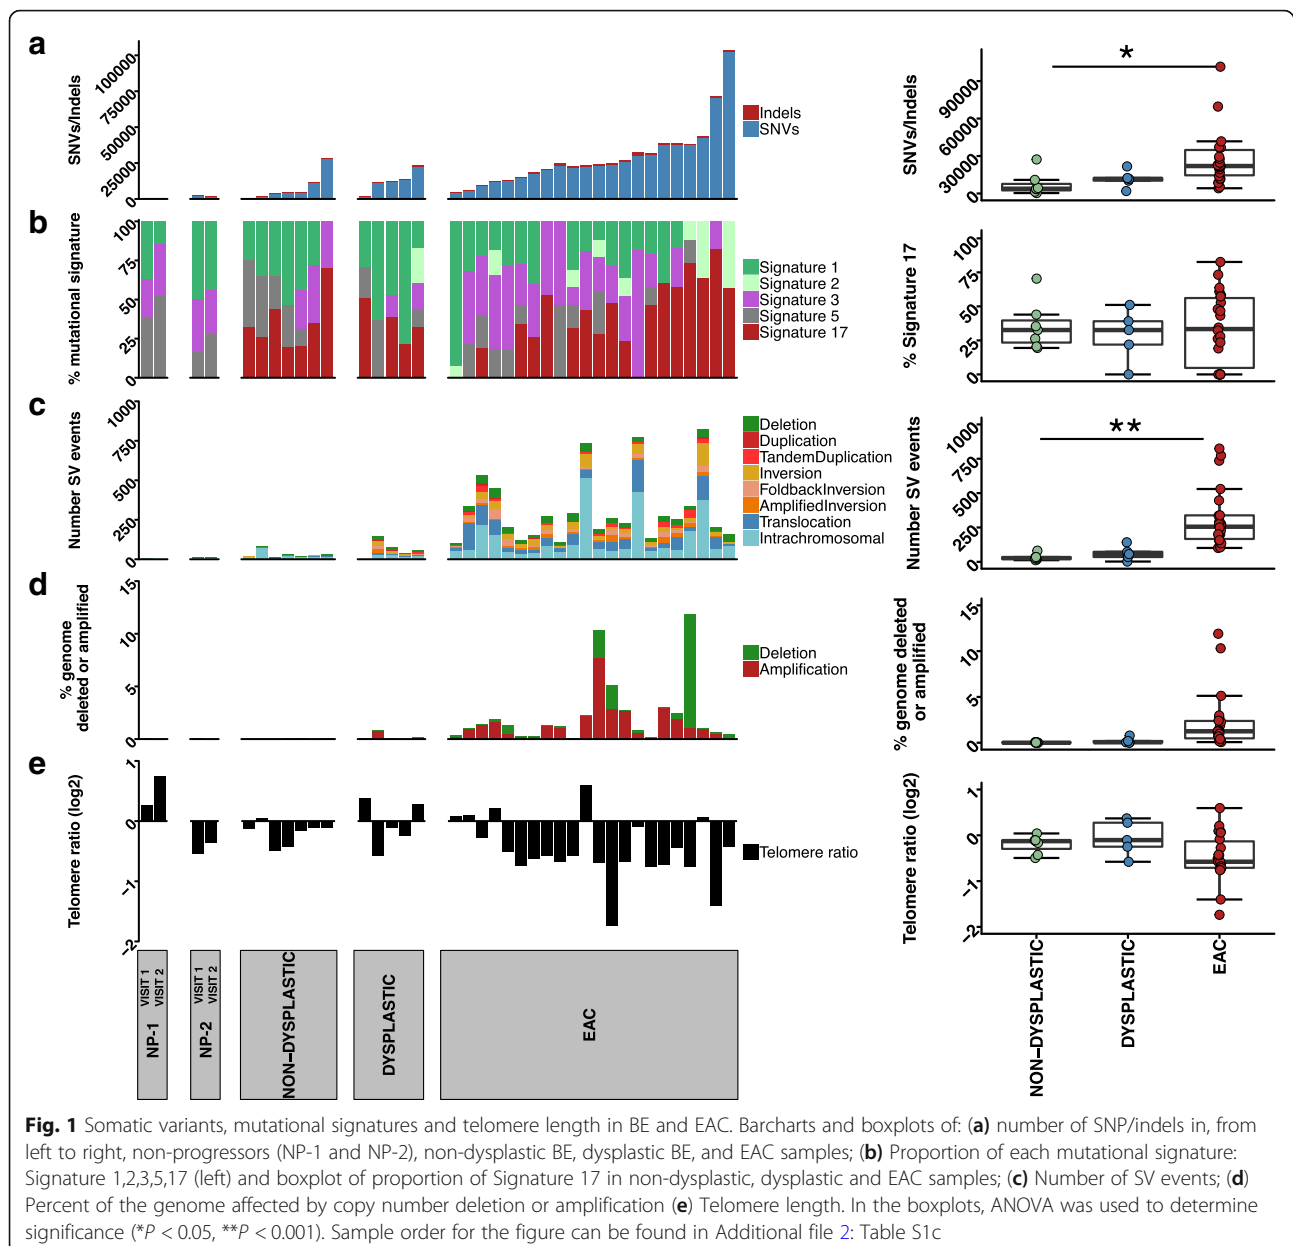 a
SNVs/Indels
100000
75000
50000
25000
0
Indels
SNVs
SNVs/Indels
90000
60000
30000
0
*
b
% mutational signature
100
75
50
25
0
Signature 1
Signature 2
Signature 3
Signature 5
Signature 17
% Signature 17
100
75
50
25
0
c
Number SV events
1000
750
500
250
0
Deletion
Duplication
TandemDuplication
Inversion
FoldbackInversion
AmplifiedInversion
Translocation
Intrachromosomal
Number SV events
1000
750
500
250
0
**
d
% genome
deleted or amplified
15
10
5
0
Deletion
Amplification
% genome deleted
or amplified
15
10
5
0
e
Telomere ratio (log2)
1
0
−1
−2
Telomere ratio
Telomere ratio (log2)
1
0
−1
−2
VISIT 1
VISIT 2
NP-1
VISIT 1
VISIT 2
NP-2
NON−DYSPLASTIC
DYSPLASTIC
EAC
NON−DYSPLASTIC
DYSPLASTIC
EAC
Fig. 1 Somatic variants, mutational signatures and telomere length in BE and EAC. Barcharts and boxplots of: (a) number of SNP/indels in, from
left to right, non-progressors (NP-1 and NP-2), non-dysplastic BE, dysplastic BE, and EAC samples; (b) Proportion of each mutational signature:
Signature 1,2,3,5,17 (left) and boxplot of proportion of Signature 17 in non-dysplastic, dysplastic and EAC samples; (c) Number of SV events; (d)
Percent of the genome affected by copy number deletion or amplification (e) Telomere length. In the boxplots, ANOVA was used to determine
significance (*P < 0.05, **P < 0.001). Sample order for the figure can be found in Additional file 2: Table S1c